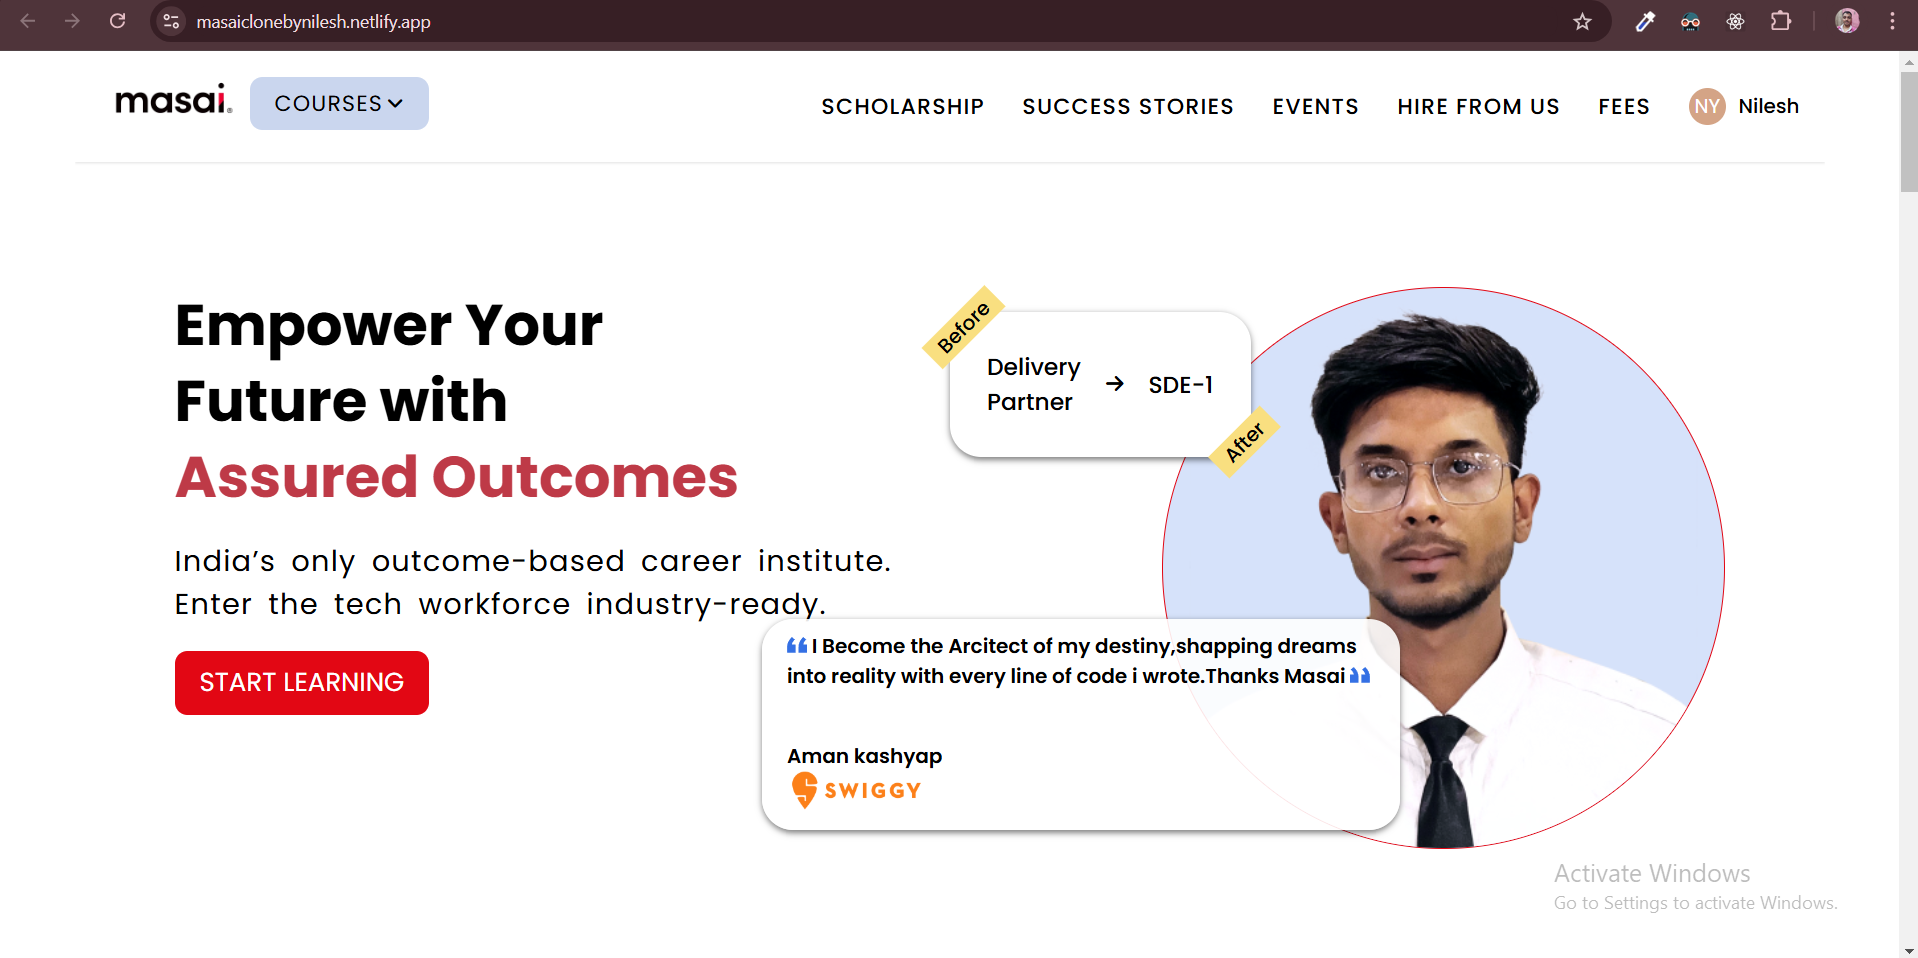 masaiclonebynilesh.netlify.app
masai.
COURSES
SCHOLARSHIP
SUCCESS STORIES
EVENTS
HIRE FROM US
FEES
NY
Nilesh
Empower Your
Future with
Assured Outcomes
India’s only outcome-based career institute.
Enter the tech workforce industry-ready.
START LEARNING
Before
Delivery
Partner
→ SDE-1
After
❝ I Become the Arcitect of my destiny,shapping dreams
into reality with every line of code i wrote.Thanks Masai ❞
Aman kashyap
SWIGGY
Activate Windows
Go to Settings to activate Windows.